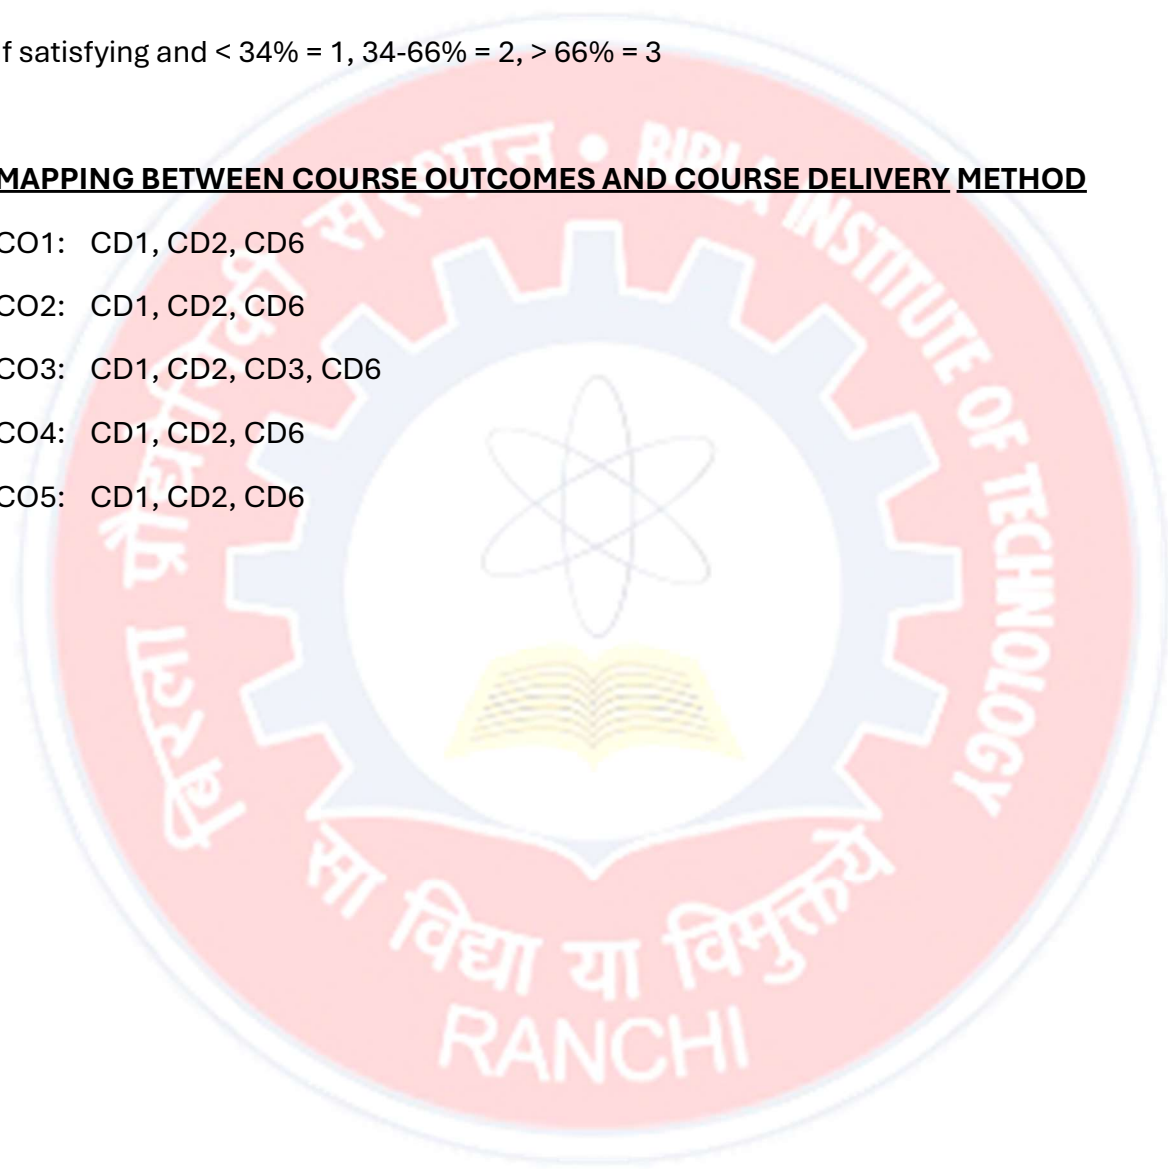 f satisfying and < 34% = 1, 34-66% = 2, > 66% = 3
MAPPING BETWEEN COURSE OUTCOMES AND COURSE DELIVERY METHOD
CO1: CD1, CD2, CD6
CO2: CD1, CD2, CD6
CO3: CD1, CD2, CD3, CD6
CO4: CD1, CD2, CD6
CO5: CD1, CD2, CD6
बिरला प्रौद्योगिकी संस्थान • BIRLA INSTITUTE OF TECHNOLOGY
सा विद्या या विमुक्तये
RANCHI